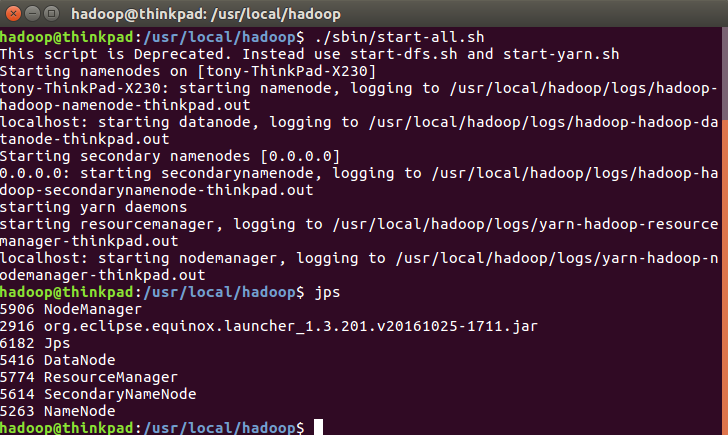 hadoop@thinkpad: /usr/local/hadoop
hadoop@thinkpad:/usr/local/hadoop$ ./sbin/start-all.sh
This script is Deprecated. Instead use start-dfs.sh and start-yarn.sh
Starting namenodes on [tony-ThinkPad-X230]
tony-ThinkPad-X230: starting namenode, logging to /usr/local/hadoop/logs/hadoop-
hadoop-namenode-thinkpad.out
localhost: starting datanode, logging to /usr/local/hadoop/logs/hadoop-hadoop-da
tanode-thinkpad.out
Starting secondary namenodes [0.0.0.0]
0.0.0.0: starting secondarynamenode, logging to /usr/local/hadoop/logs/hadoop-ha
doop-secondarynamenode-thinkpad.out
starting yarn daemons
starting resourcemanager, logging to /usr/local/hadoop/logs/yarn-hadoop-resource
manager-thinkpad.out
localhost: starting nodemanager, logging to /usr/local/hadoop/logs/yarn-hadoop-n
odemanager-thinkpad.out
hadoop@thinkpad:/usr/local/hadoop$ jps
5906 NodeManager
2916 org.eclipse.equinox.launcher_1.3.201.v20161025-1711.jar
6182 Jps
5416 DataNode
5774 ResourceManager
5614 SecondaryNameNode
5263 NameNode
hadoop@thinkpad:/usr/local/hadoop$